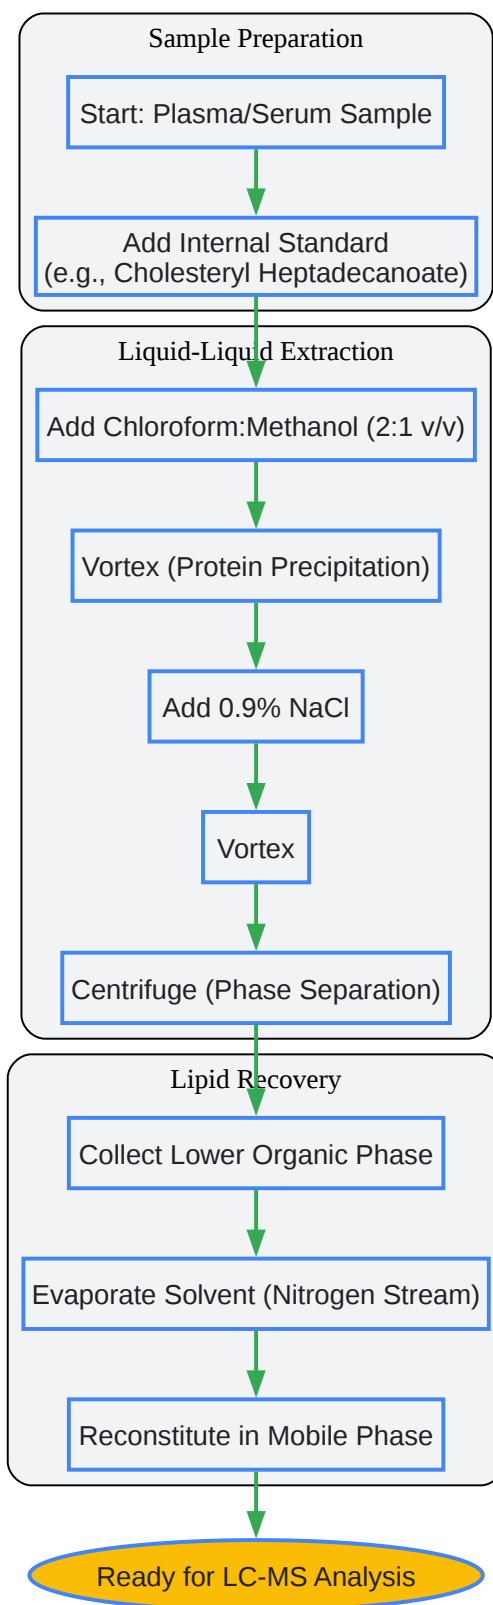 Sample Preparation
Start: Plasma/Serum Sample
Add Internal Standard
(e.g., Cholesteryl Heptadecanoate)
Liquid-Liquid Extraction
Add Chloroform:Methanol (2:1 v/v)
Vortex (Protein Precipitation)
Add 0.9% NaCl
Vortex
Centrifuge (Phase Separation)
Lipid Recovery
Collect Lower Organic Phase
Evaporate Solvent (Nitrogen Stream)
Reconstitute in Mobile Phase
Ready for LC-MS Analysis